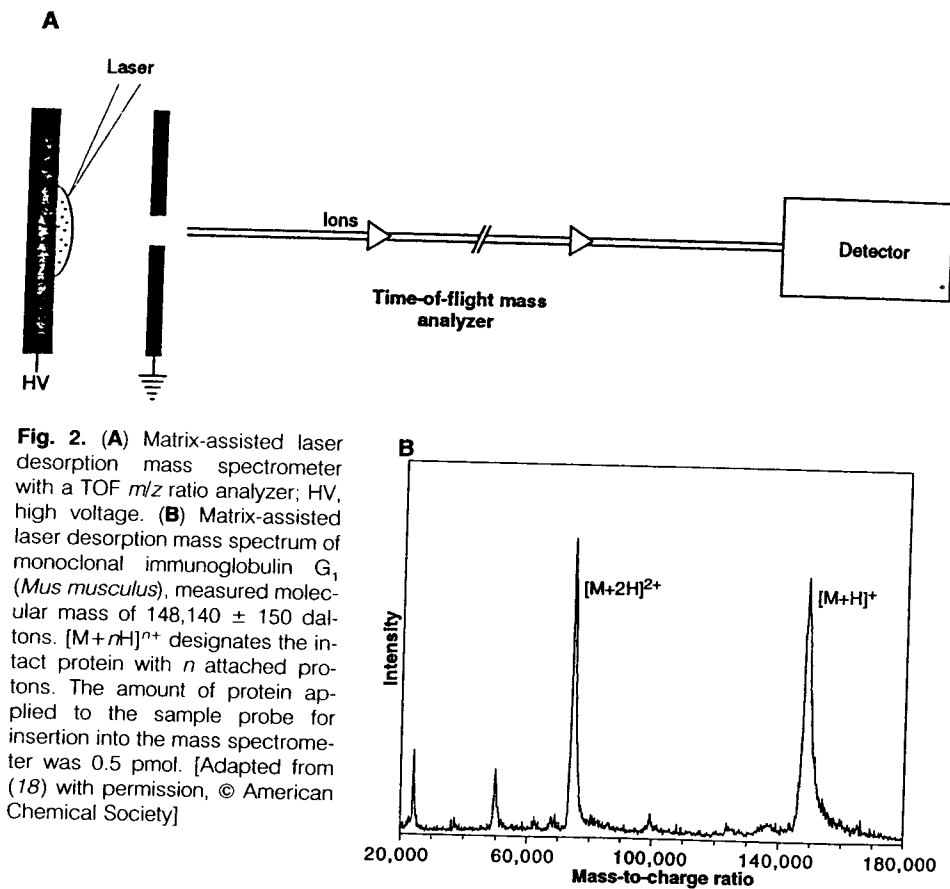 A
Laser
Ions
Detector
Time-of-flight mass
analyzer
HV
Fig. 2. (A) Matrix-assisted laser
desorption mass spectrometer
with a TOF m/z ratio analyzer; HV,
high voltage. (B) Matrix-assisted
laser desorption mass spectrum of
monoclonal immunoglobulin G₁
(Mus musculus), measured molec-
ular mass of 148,140 ± 150 dal-
tons. [M+nH]ⁿ⁺ designates the in-
tact protein with n attached pro-
tons. The amount of protein ap-
plied to the sample probe for
insertion into the mass spectrome-
ter was 0.5 pmol. [Adapted from
(18) with permission, © American
Chemical Society]
B
[M+2H]²⁺
[M+H]⁺
Intensity
20,000 60,000 100,000 140,000 180,000
Mass-to-charge ratio